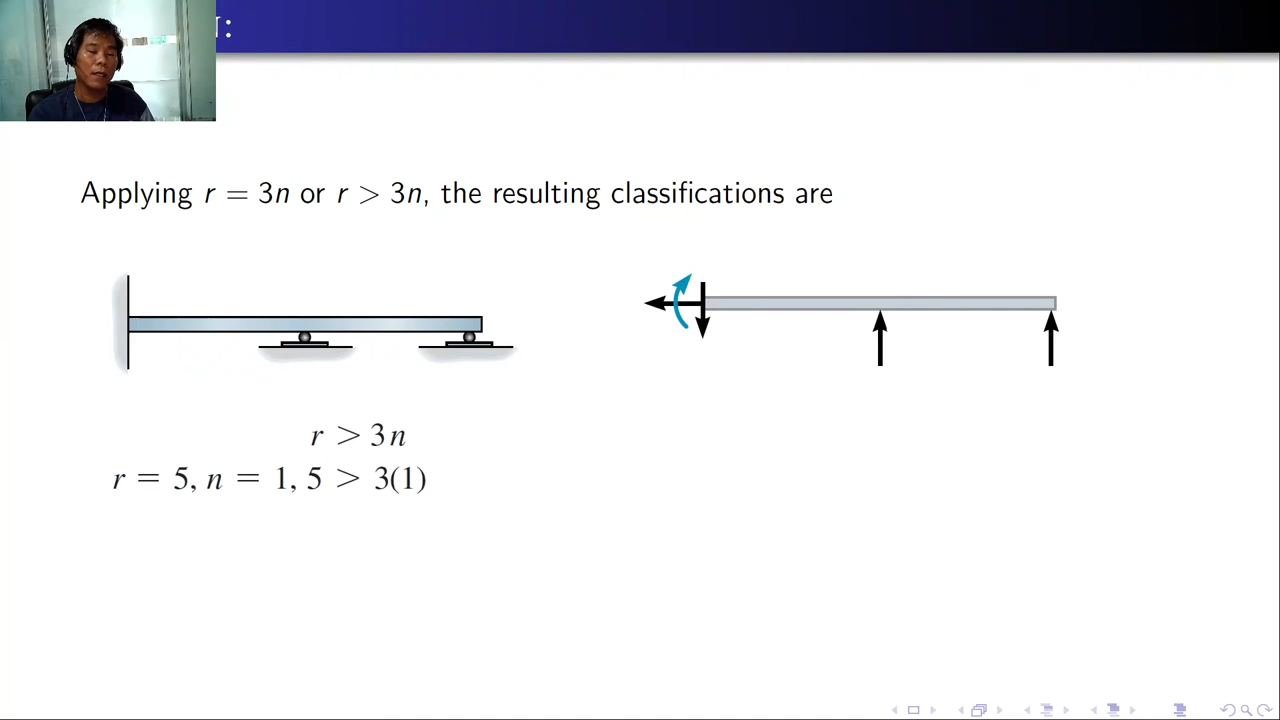 Applying r = 3n or r > 3n, the resulting classifications are
r > 3n
r = 5, n = 1, 5 > 3(1)